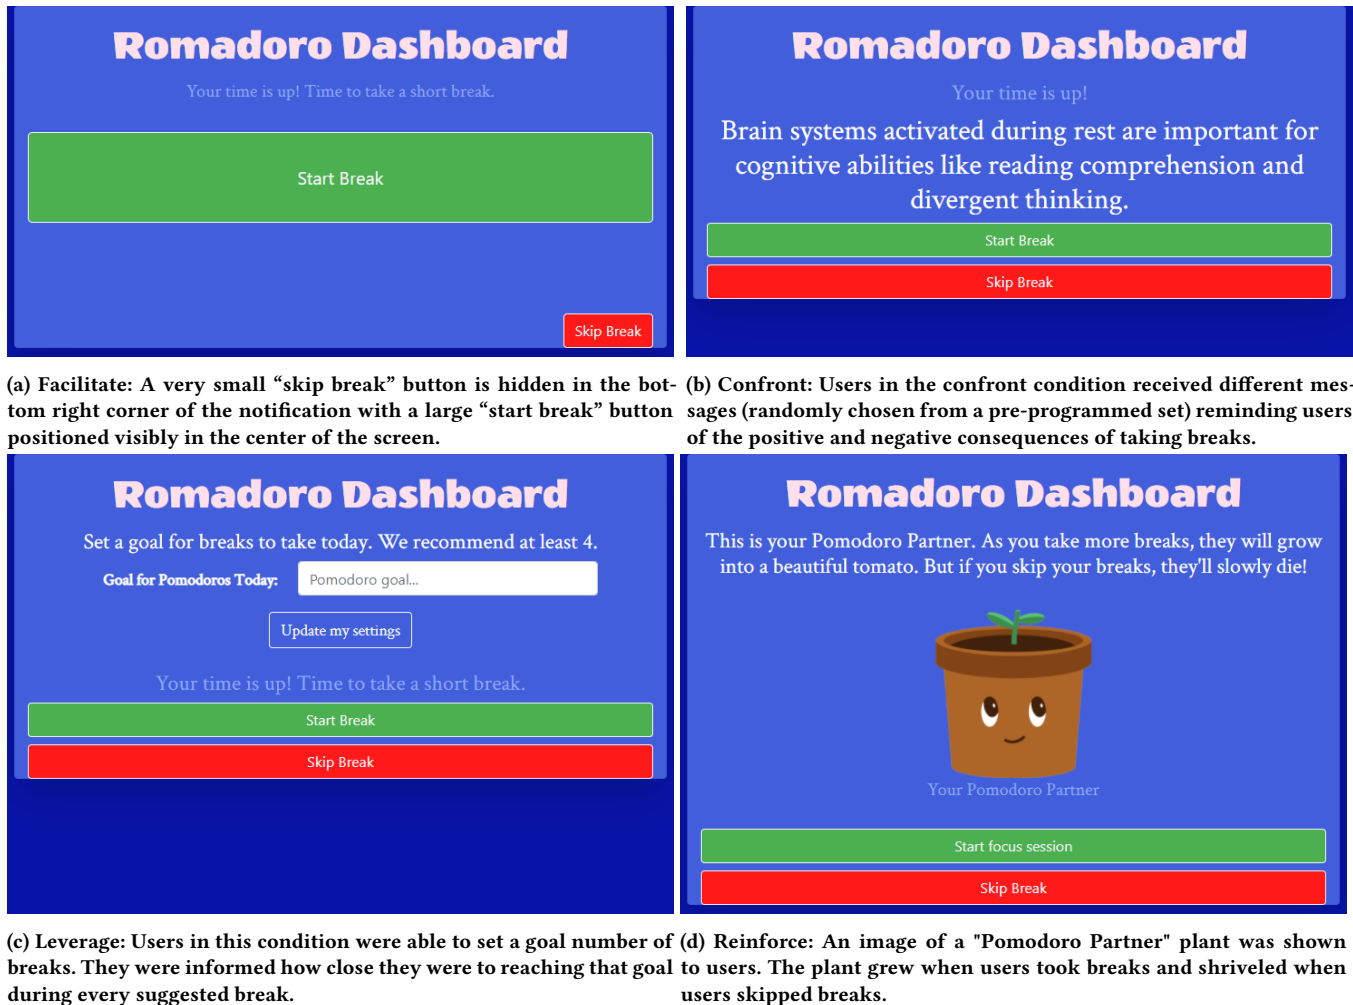 Romadoro Dashboard
Your time is up! Time to take a short break.
Start Break
Skip Break
(a) Facilitate: A very small “skip break” button is hidden in the bot-
tom right corner of the notification with a large “start break” button
positioned visibly in the center of the screen.
Romadoro Dashboard
Your time is up!
Brain systems activated during rest are important for
cognitive abilities like reading comprehension and
divergent thinking.
Start Break
Skip Break
(b) Confront: Users in the confront condition received different mes-
sages (randomly chosen from a pre-programmed set) reminding users
of the positive and negative consequences of taking breaks.
Romadoro Dashboard
Set a goal for breaks to take today. We recommend at least 4.
Goal for Pomodoros Today: Pomodoro goal...
Update my settings
Your time is up! Time to take a short break.
Start Break
Skip Break
(c) Leverage: Users in this condition were able to set a goal number of
breaks. They were informed how close they were to reaching that goal
during every suggested break.
Romadoro Dashboard
This is your Pomodoro Partner. As you take more breaks, they will grow
into a beautiful tomato. But if you skip your breaks, they'll slowly die!
Your Pomodoro Partner
Start focus session
Skip Break
(d) Reinforce: An image of a "Pomodoro Partner" plant was shown
to users. The plant grew when users took breaks and shriveled when
users skipped breaks.